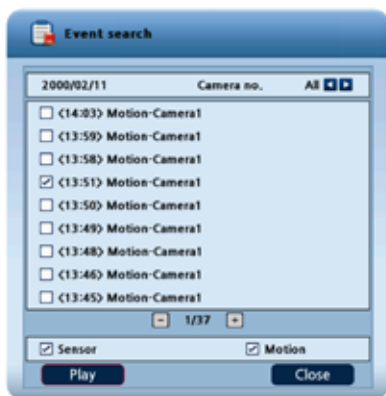 Event search
2000/02/11 Camera no. All
<14:03> Motion-Camera1
<13:59> Motion-Camera1
<13:58> Motion-Camera1
<13:51> Motion-Camera1
<13:50> Motion-Camera1
<13:49> Motion-Camera1
<13:48> Motion-Camera1
<13:46> Motion-Camera1
<13:45> Motion-Camera1
- 1/37 +
Sensor Motion
Play Close